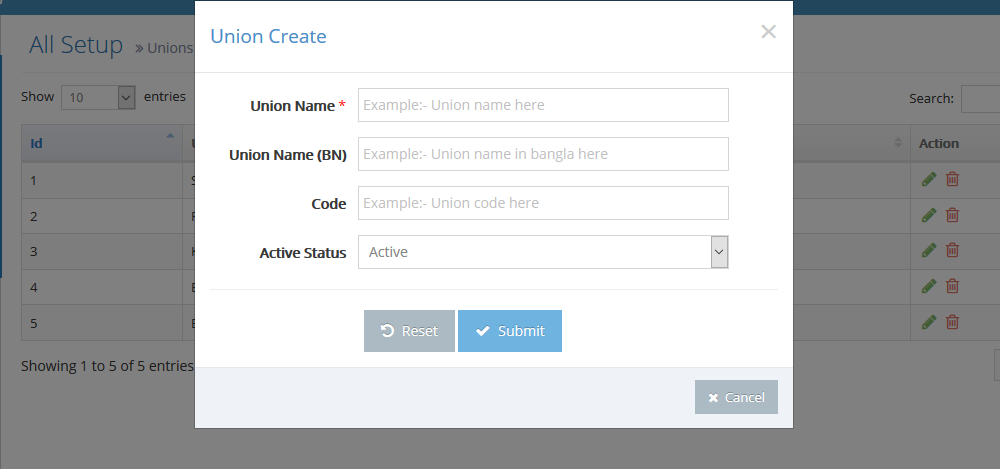 Union Create ×
All Setup » Unions
Show 10 entries
Search:
Id
Action
1
2
3
4
5
Showing 1 to 5 of 5 entries
Union Name *
Example:- Union name here
Union Name (BN)
Example:- Union name in bangla here
Code
Example:- Union code here
Active Status
Active
Reset
Submit
Cancel